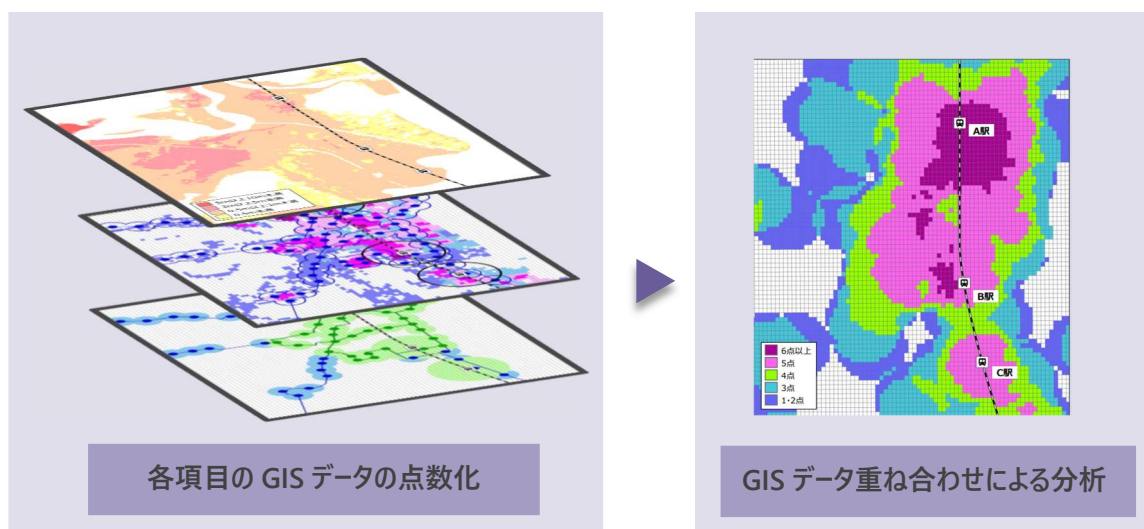 各項目の GIS データの点数化
A駅
B駅
C駅
6点以上
5点
4点
3点
1・2点
GIS データ重ね合わせによる分析